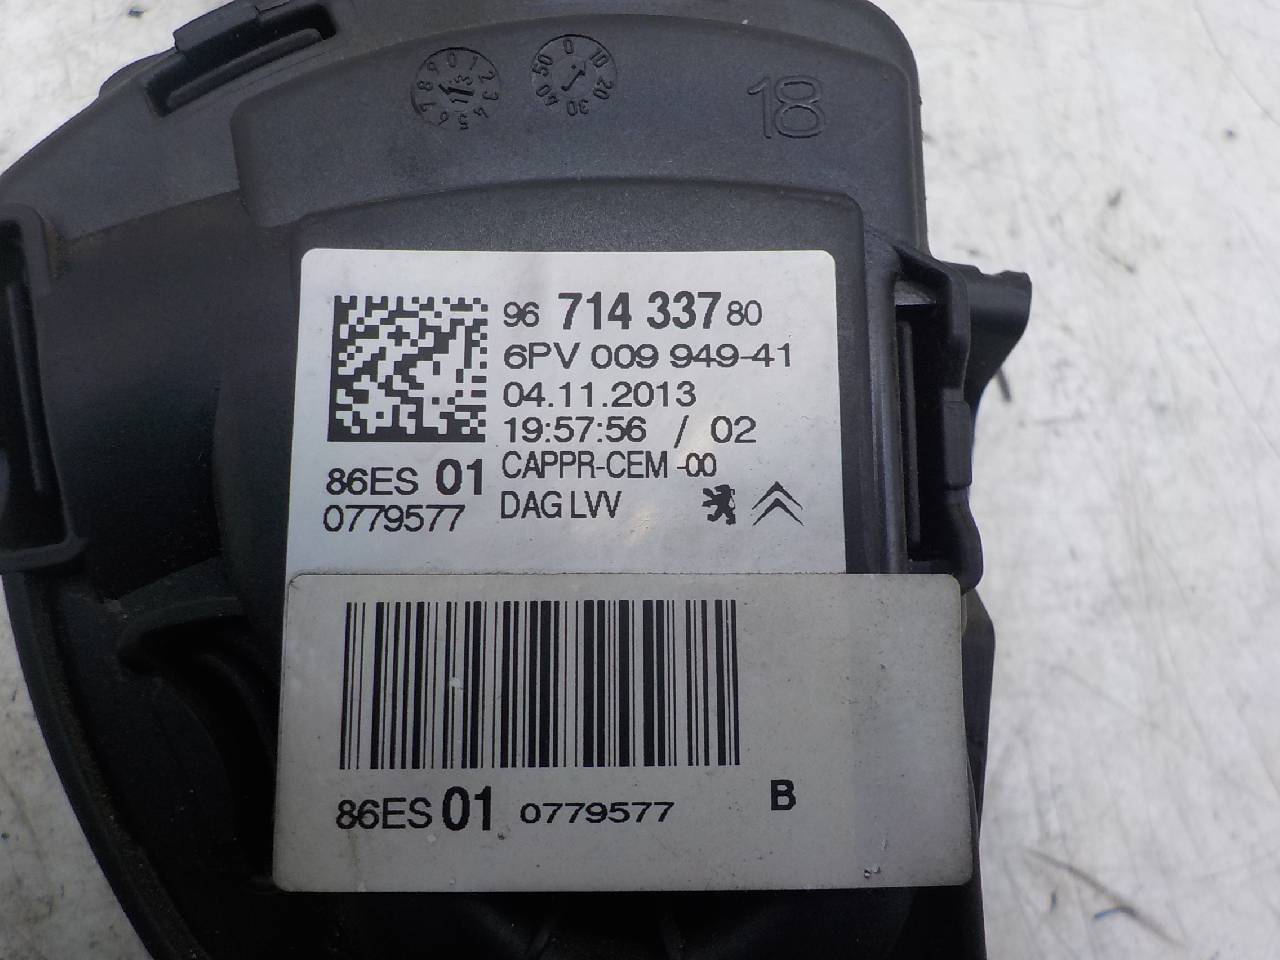 18
96 714 337 80
6PV 009 949-41
04.11.2013
19:57:56 / 02
86ES 01 CAPPR-CEM -00
0779577 DAG LVV
86ES 01 0779577 B